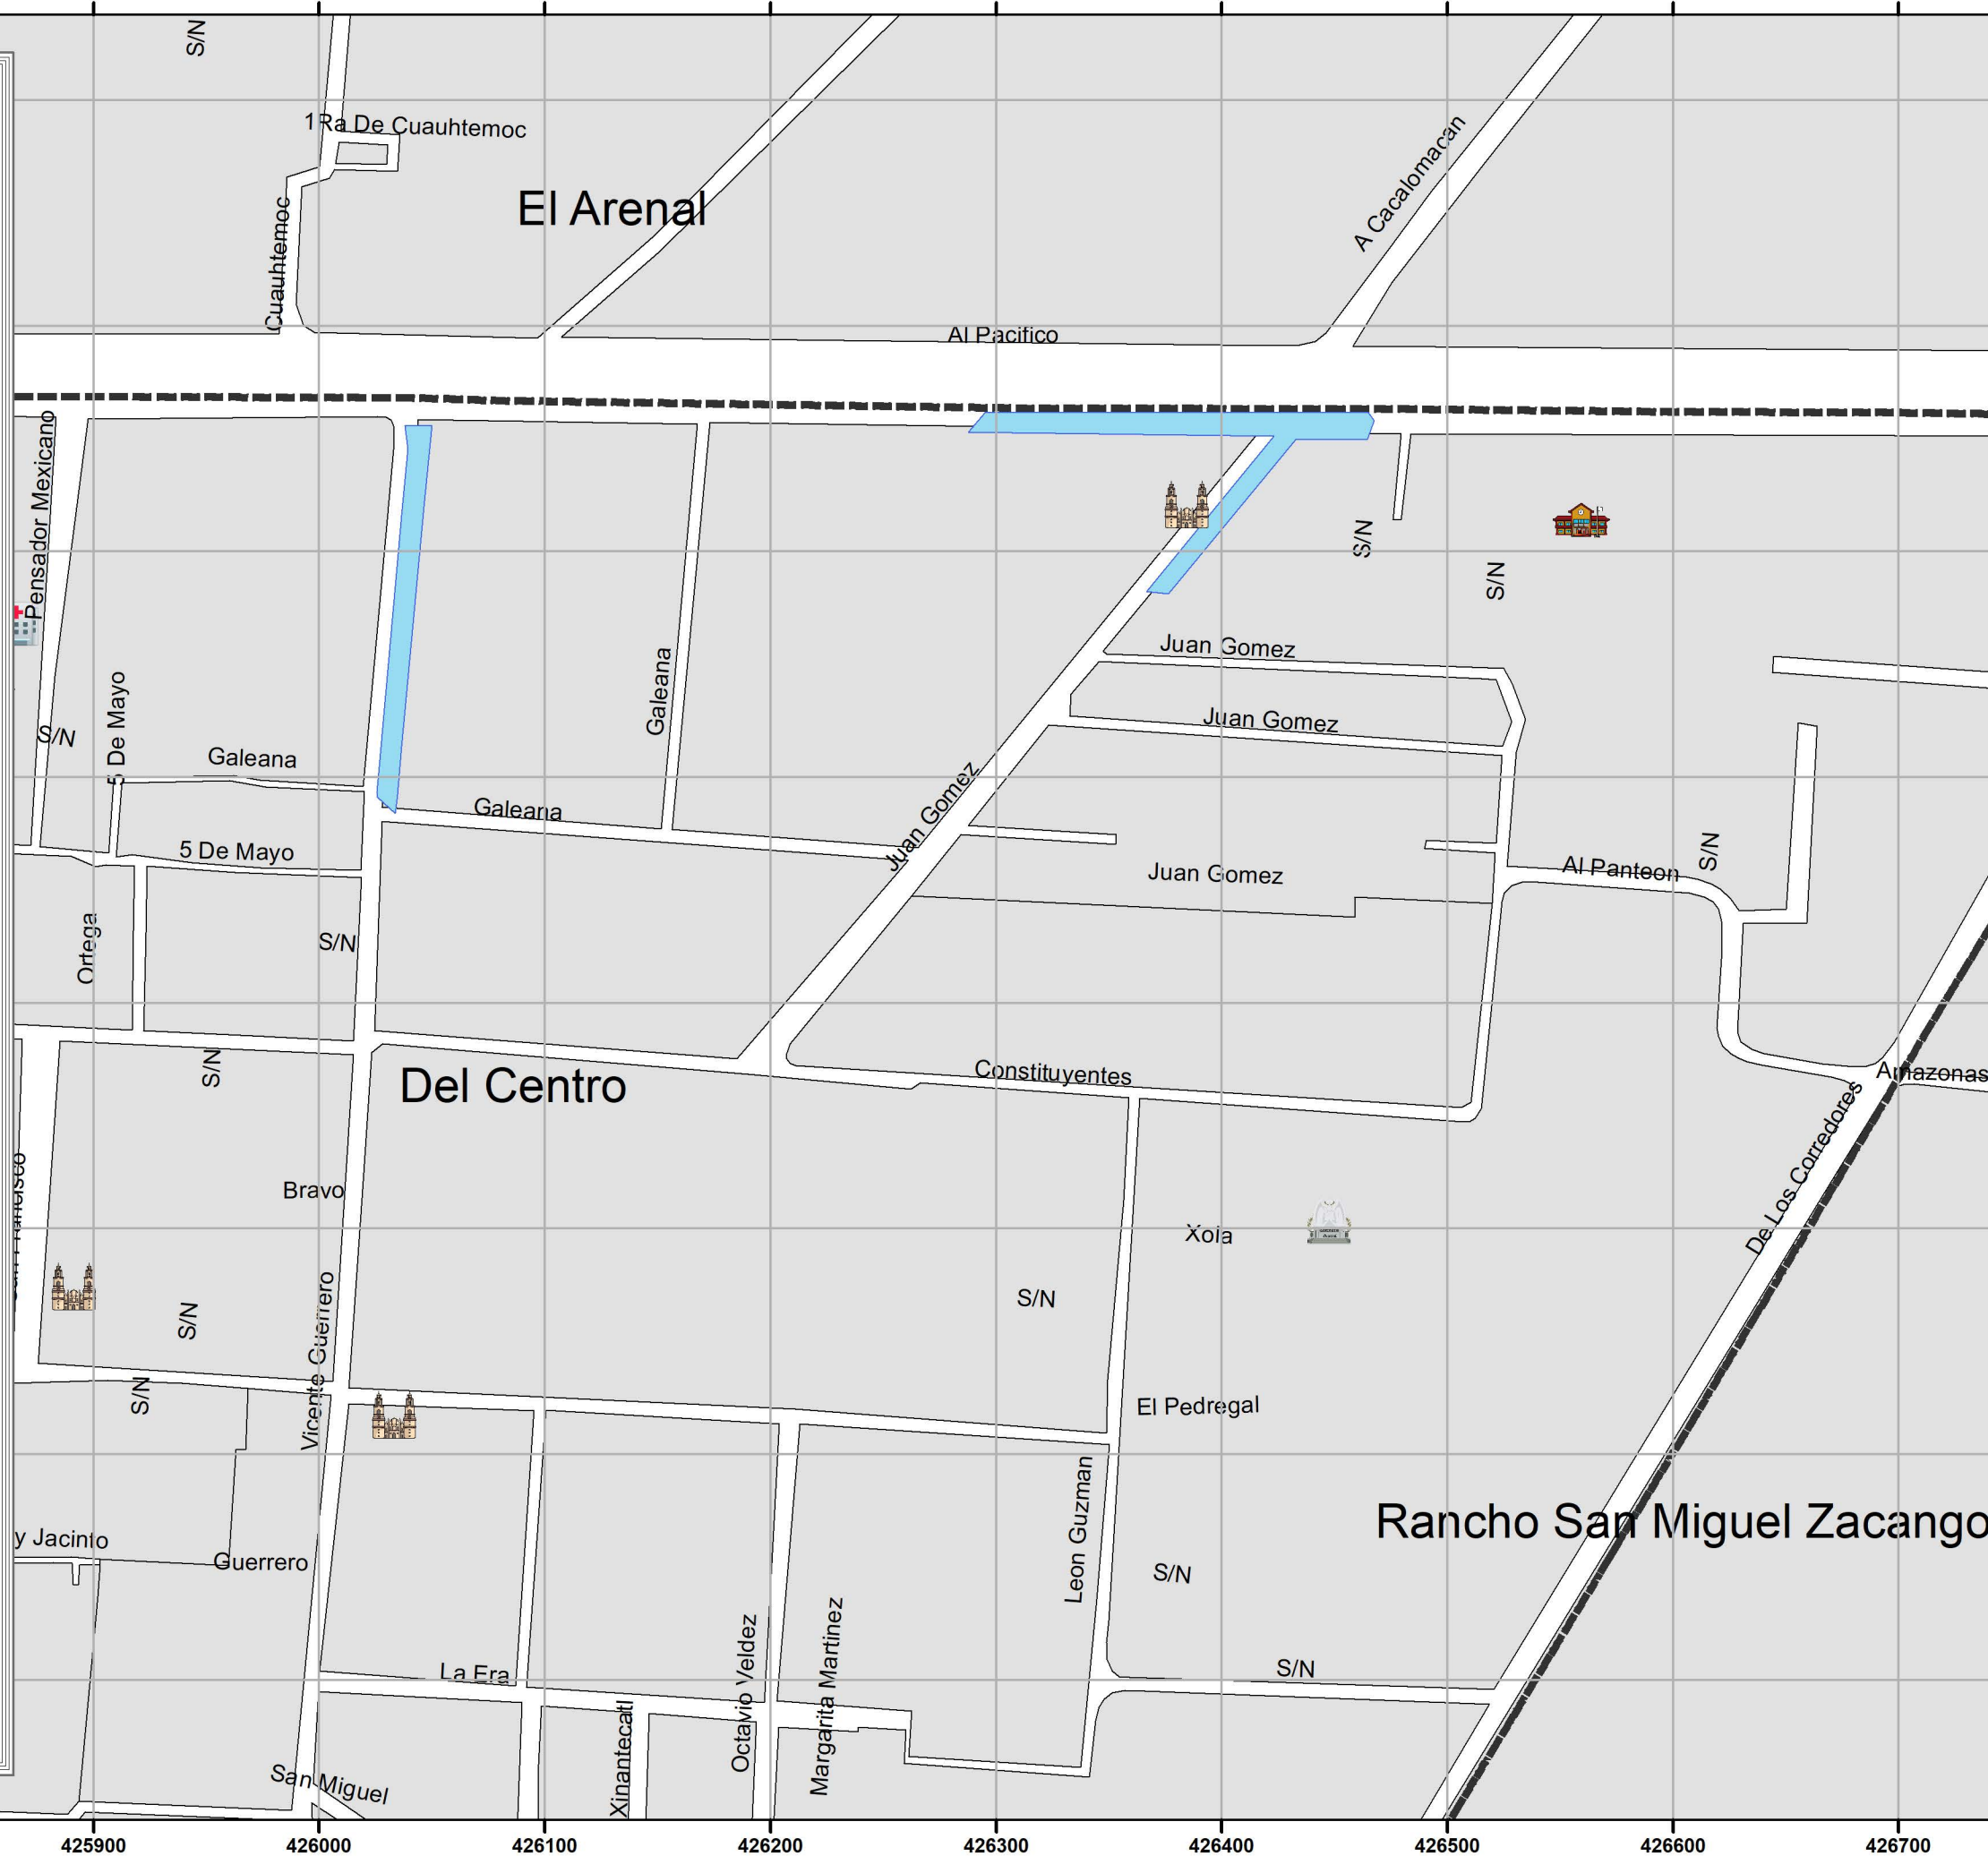 S/N
1Ra De Cuauhtemoc
A Cacalomacan
El Arenal
Cuauhtemoc
Al Pacifico
Pensador Mexicano
S/N
S/N
Juan Gomez
Galeana
5 De Mayo
Juan Gomez
S/N
Galeana
Galeana
Juan Gomez
5 De Mayo
S/N
Al Panteon
Juan Gomez
Ortega
S/N
S/N
Del Centro
Constituyentes
Amazonas
De Los Corredores
Bravo
Xola
S/N
S/N
Vicente Guerrero
S/N
El Pedregal
Leon Guzman
Rancho San Miguel Zacango
y Jacinto
Guerrero
S/N
La Era
S/N
Octavio Veldez
Margarita Martinez
Xinantecatl
San Miguel
425900 426000 426100 426200 426300 426400 426500 426600 426700